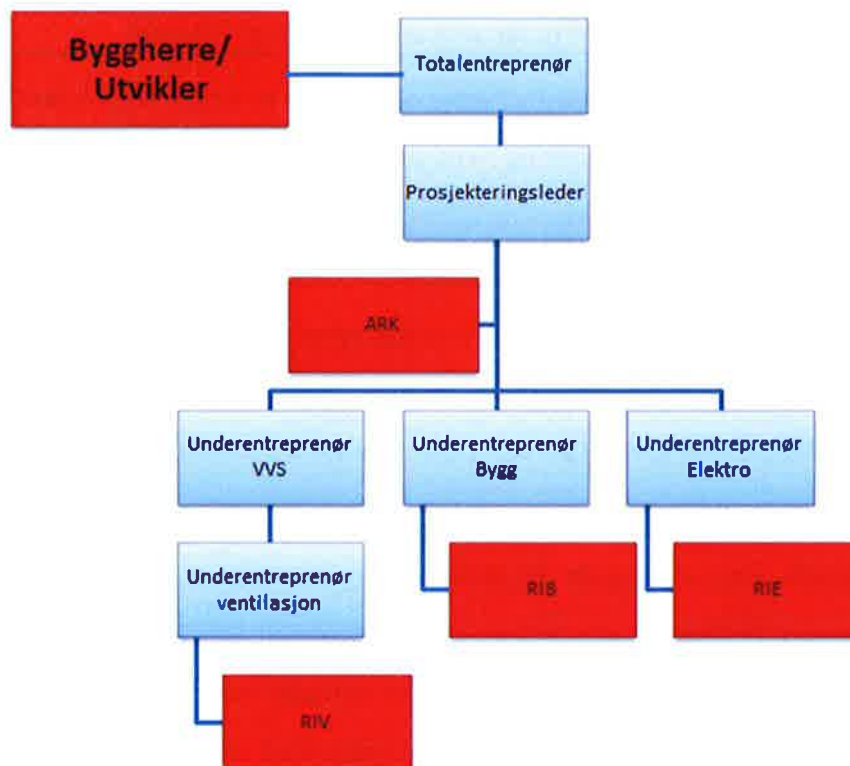 Byggherre/
Utvikler
Totalentreprenør
Prosjekteringsleder
ARK
Underentreprenør
VVS
Underentreprenør
Bygg
Underentreprenør
Elektro
Underentreprenør
ventilasjon
RIB
RIE
RIV